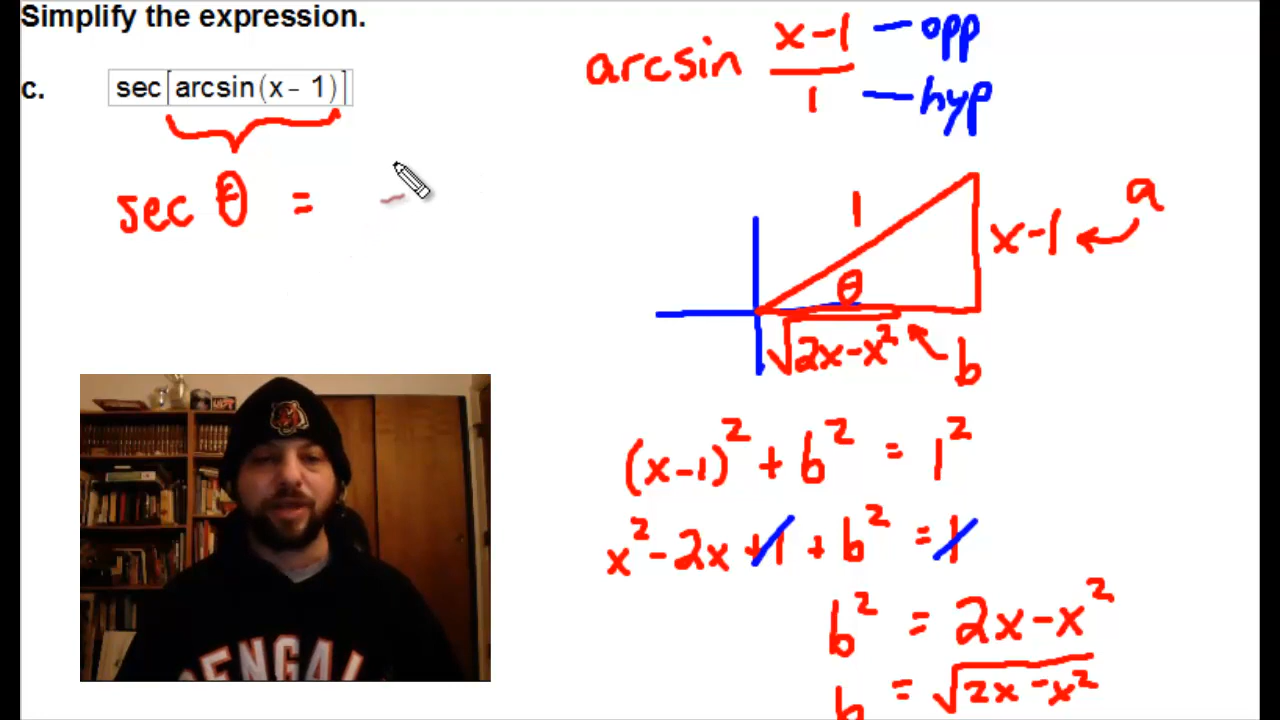 Simplify the expression.
c. sec[arcsin(x - 1)]
sec θ =
arcsin x-1/1
opp
hyp
1
x-1
a
θ
√2x-x²
b
(x-1)² + b² = 1²
x² - 2x + 1 + b² = 1
b² = 2x - x²
b = √2x - x²
BENGAL